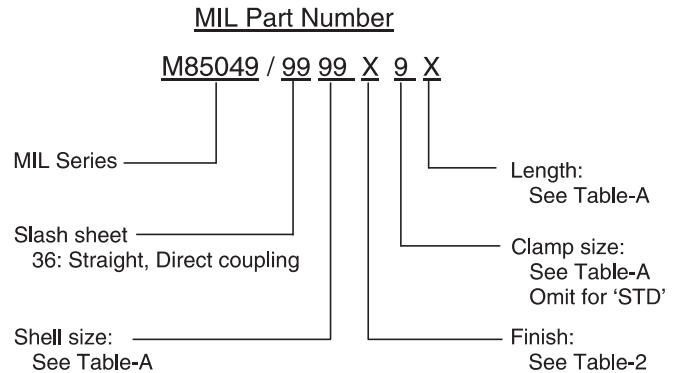 MIL Part Number
M85049 / 99 99 X 9 X
MIL Series
Slash sheet
36: Straight, Direct coupling
Shell size:
See Table-A
Length:
See Table-A
Clamp size:
See Table-A
Omit for 'STD'
Finish:
See Table-2